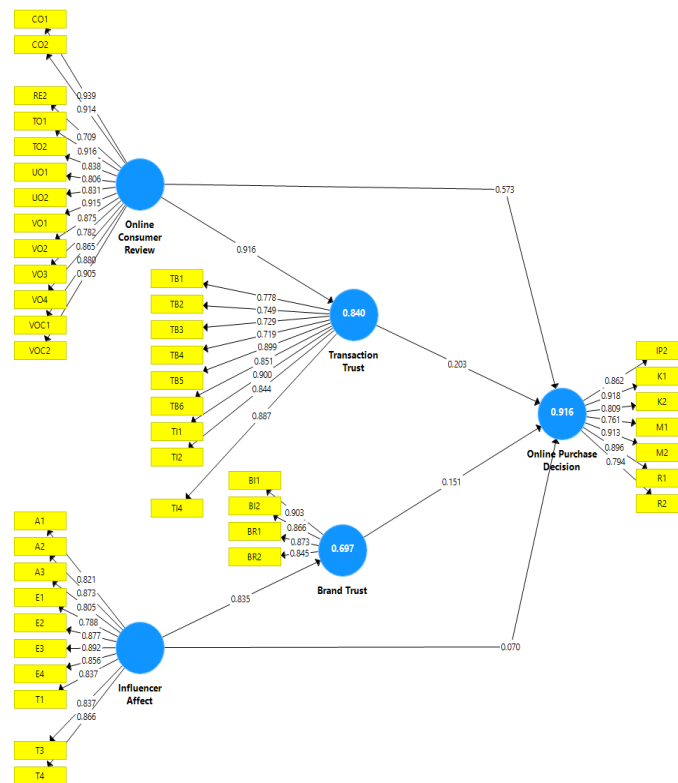 CO1
CO2
RE2
TO1
TO2
UO1
UO2
VO1
VO2
VO3
VO4
VOC1
VOC2
0.939
0.914
0.709
0.916
0.838
0.806
0.831
0.915
0.875
0.782
0.865
0.880
0.905
Online
Consumer
Review
0.573
0.916
TB1
TB2
TB3
TB4
TB5
TB6
TI1
TI2
TI4
0.778
0.749
0.729
0.719
0.899
0.851
0.900
0.844
0.887
0.840
Transaction
Trust
0.203
IP2
K1
K2
M1
M2
R1
R2
0.862
0.918
0.809
0.761
0.913
0.896
0.794
0.916
Online Purchase
Decision
0.151
BI1
BI2
BR1
BR2
0.903
0.866
0.873
0.845
0.697
Brand Trust
0.835
0.070
A1
A2
A3
E1
E2
E3
E4
T1
T3
T4
0.821
0.873
0.805
0.788
0.877
0.892
0.856
0.837
0.837
0.866
Influencer
Affect